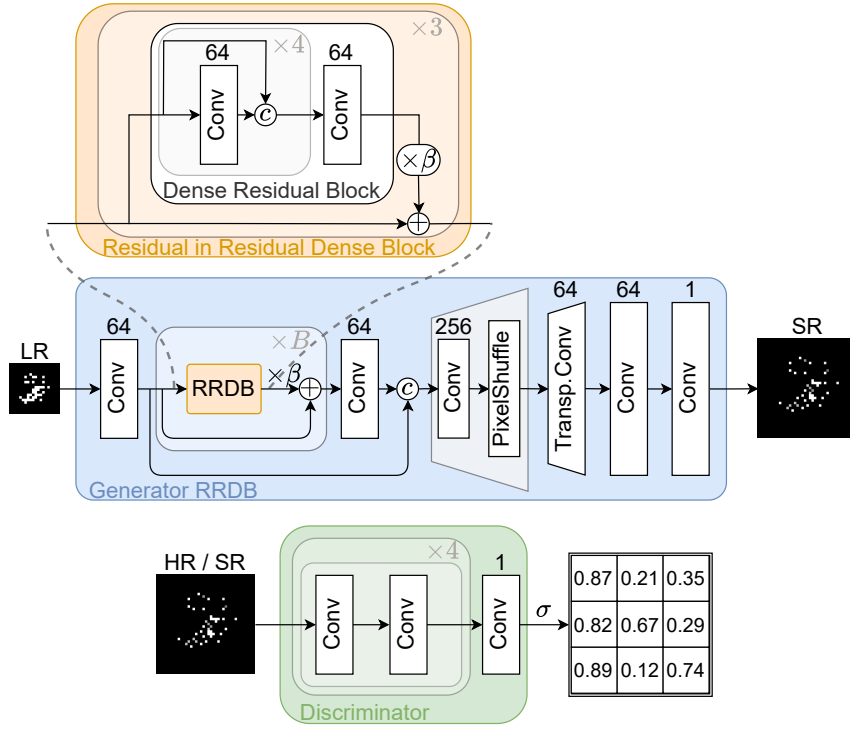 ×3
×4
64
64
Conv
c
Conv
×β
Dense Residual Block
+
Residual in Residual Dense Block
LR
64
Conv
×B
RRDB
×β
+
64
Conv
c
256
Conv
PixelShuffle
64
Transp.Conv
64
Conv
1
Conv
SR
Generator RRDB
HR / SR
×4
Conv
Conv
1
Conv
σ
0.87 0.21 0.35
0.82 0.67 0.29
0.89 0.12 0.74
Discriminator